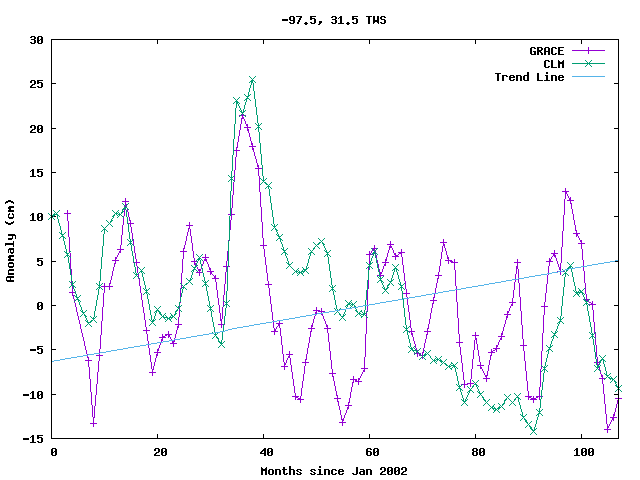 -97.5, 31.5 TWS
GRACE
CLM
Trend Line
Anomaly (cm)
30
25
20
15
10
5
0
-5
-10
-15
0 20 40 60 80 100
Months since Jan 2002